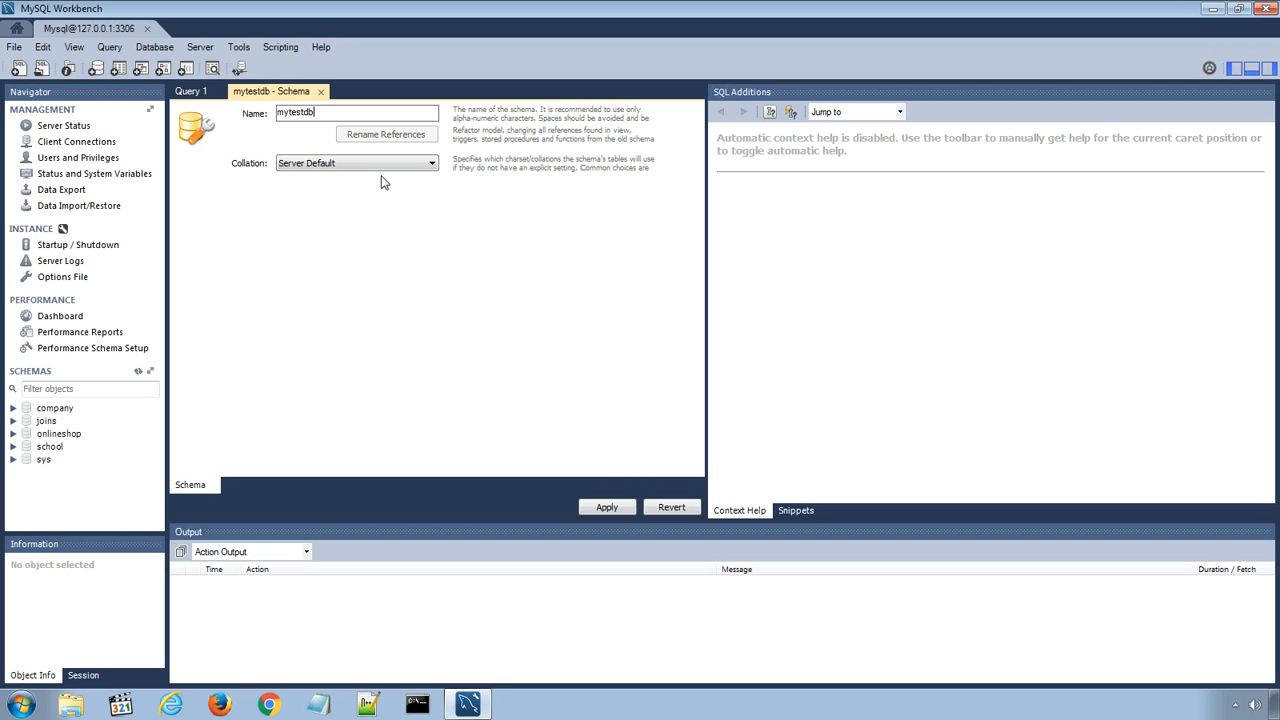 MySQL Workbench
Mysql@127.0.0.1:3306
File Edit View Query Database Server Tools Scripting Help
Navigator
MANAGEMENT
Server Status
Client Connections
Users and Privileges
Status and System Variables
Data Export
Data Import/Restore
INSTANCE
Startup / Shutdown
Server Logs
Options File
PERFORMANCE
Dashboard
Performance Reports
Performance Schema Setup
SCHEMAS
Filter objects
company
joins
onlineshop
school
sys
Information
No object selected
Object Info Session
Query 1 mytestdb - Schema
Name: mytestdb
The name of the schema. It is recommended to use only
alpha-numeric characters. Spaces should be avoided and be
Rename References
Refactor model, changing all references found in view,
triggers, stored procedures and functions from the old schema
Collation: Server Default
Specifies which charset/collations the schema's tables will use
if they do not have an explicit setting. Common choices are
Schema
Apply Revert
SQL Additions
Jump to
Automatic context help is disabled. Use the toolbar to manually get help for the current caret position or
to toggle automatic help.
Context Help Snippets
Output
Action Output
Time Action Message Duration / Fetch
321
C:\.